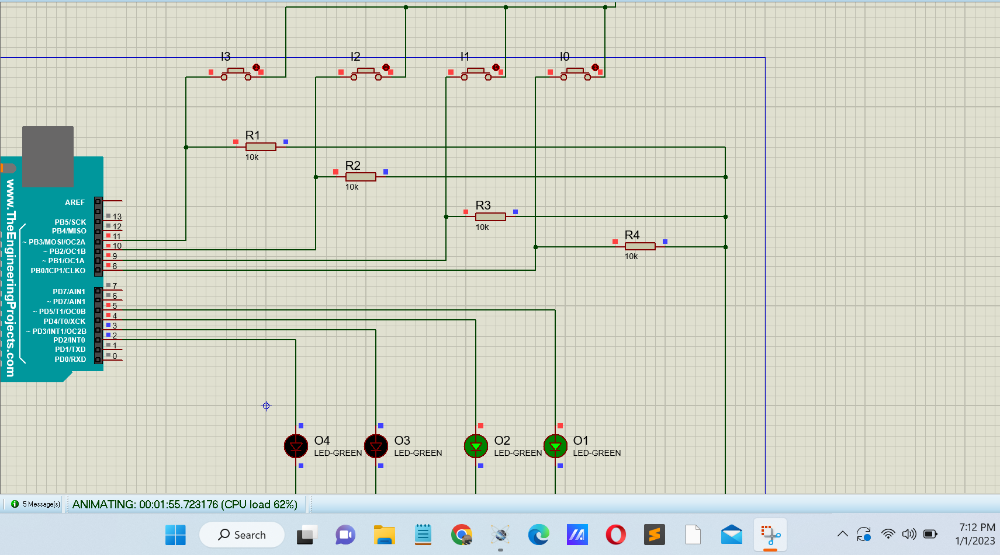 I3
I2
I1
I0
R1
10k
R2
10k
R3
10k
R4
10k
www.TheEngineeringProjects.com
AREF
PB5/SCK 13
PB4/MISO 12
~ PB3/MOSI/OC2A 11
~ PB2/OC1B 10
~ PB1/OC1A 9
PB0/ICP1/CLKO 8
PD7/AIN1 7
~ PD7/AIN1 6
~ PD5/T1/OC0B 5
PD4/T0/XCK 4
~ PD3/INT1/OC2B 3
PD2/INT0 2
PD1/TXD 1
PD0/RXD 0
O4
LED-GREEN
O3
LED-GREEN
O2
LED-GREEN
O1
LED-GREEN
5 Message(s)
ANIMATING: 00:01:55.723176 (CPU load 62%)
Search
7:12 PM
1/1/2023